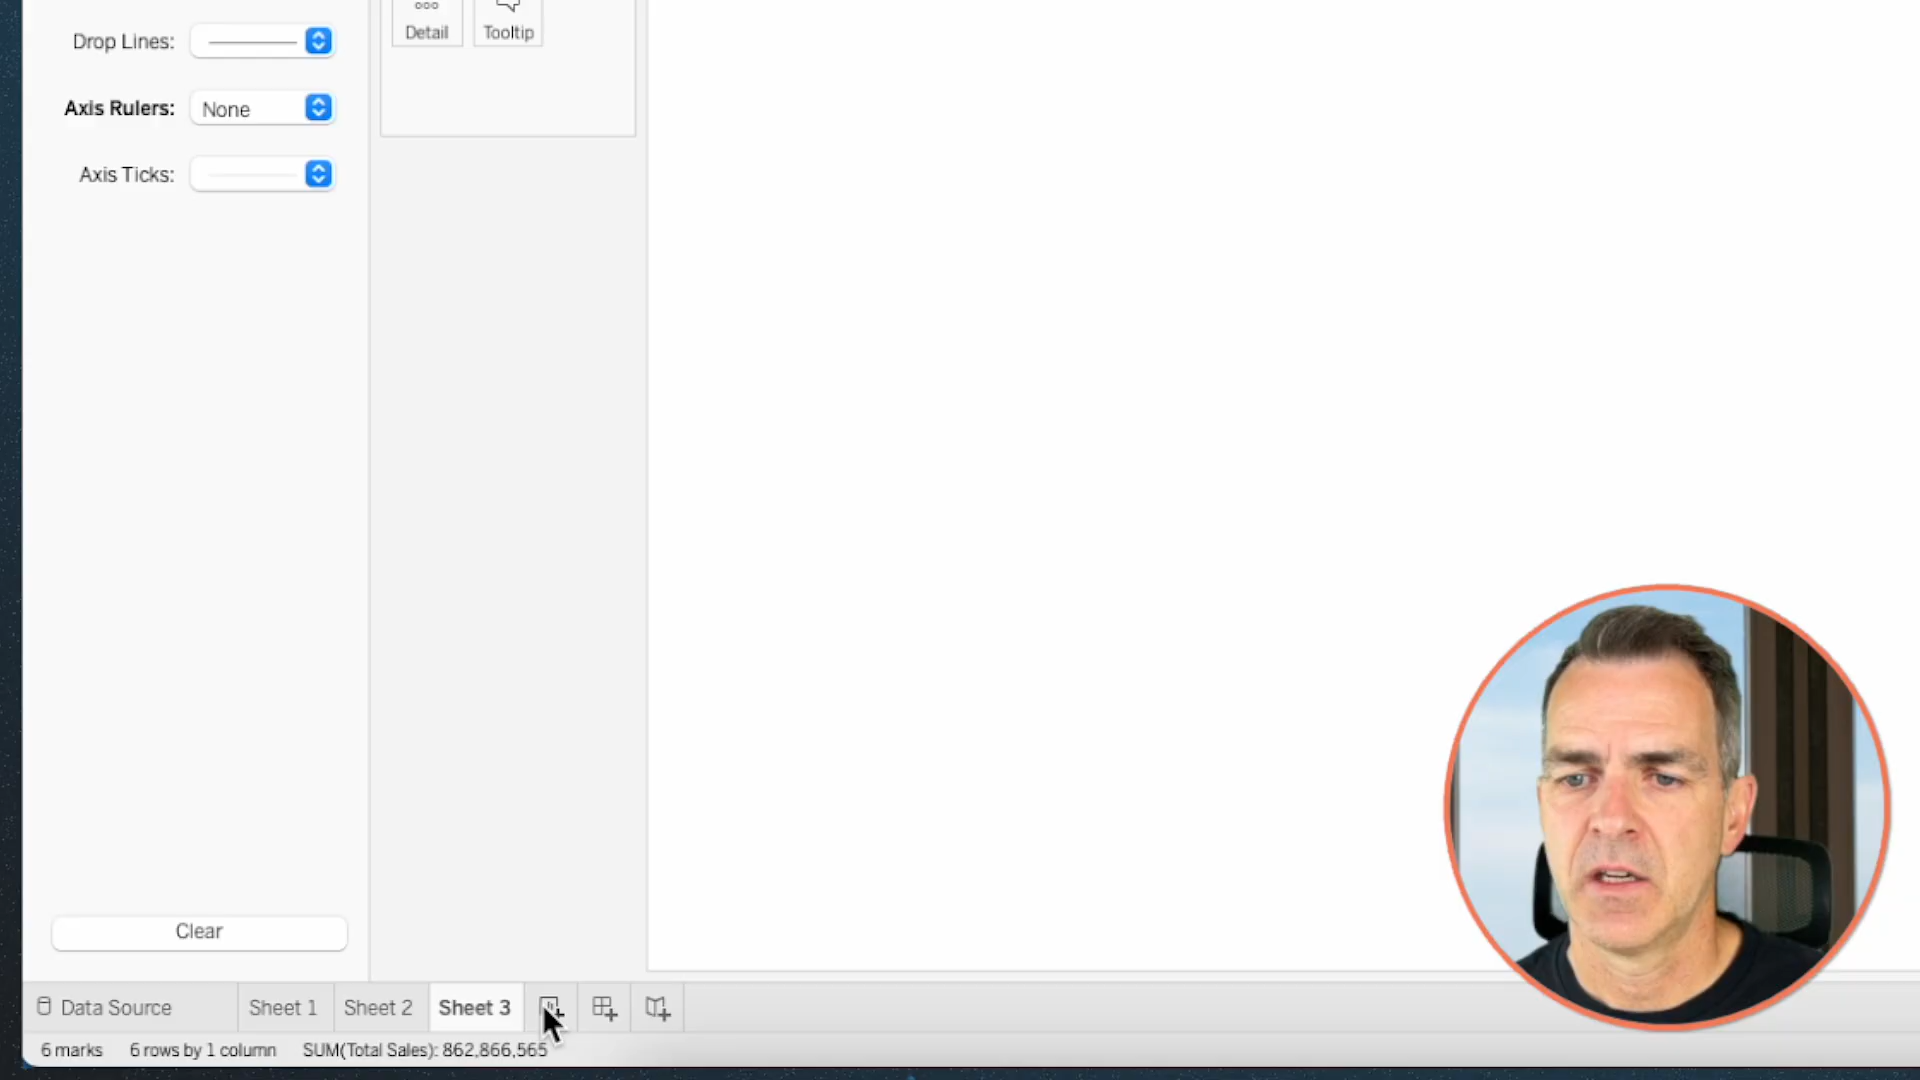 Detail
Tooltip
Drop Lines:
Axis Rulers: None
Axis Ticks:
Clear
Data Source
Sheet 1
Sheet 2
Sheet 3
6 marks
6 rows by 1 column
SUM(Total Sales): 862,866,565